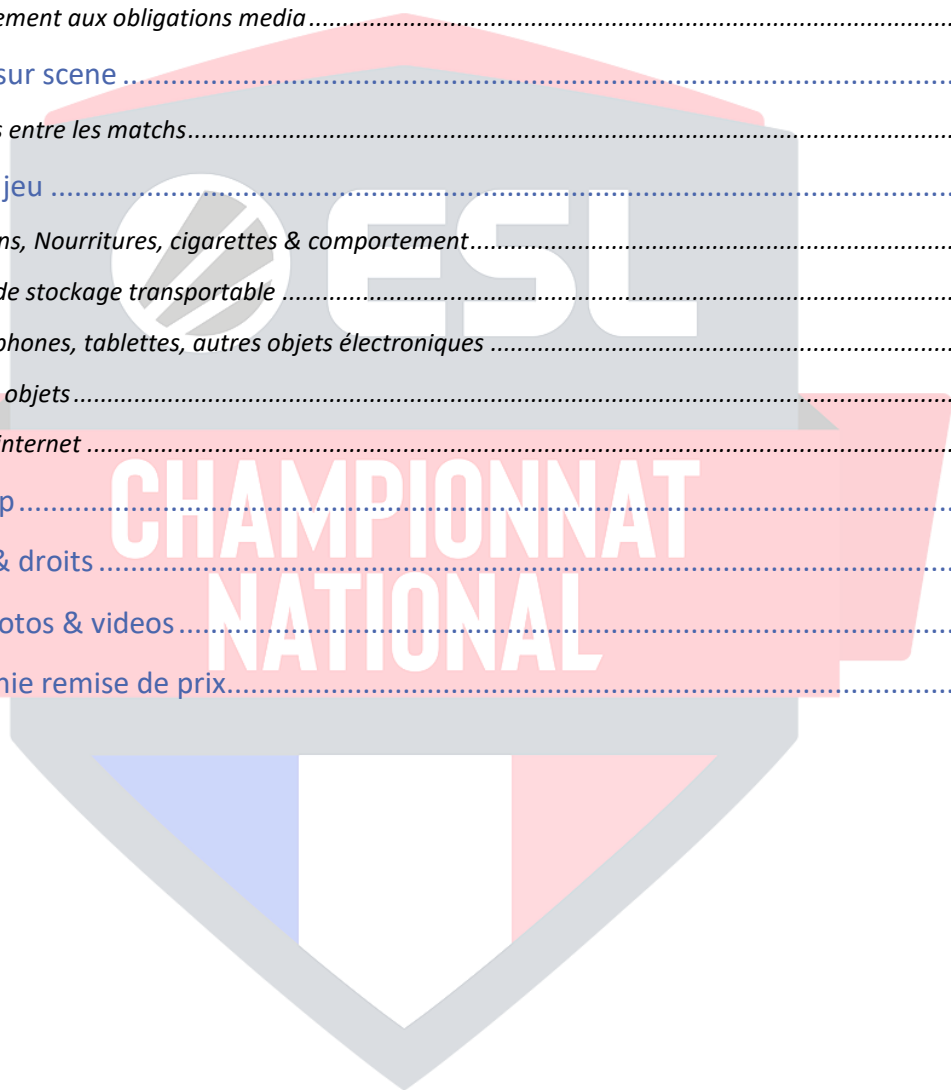 ement aux obligations media
sur scene
s entre les matchs
jeu
ns, Nourritures, cigarettes & comportement
de stockage transportable
phones, tablettes, autres objets électroniques
objets
internet
p
& droits
otos & videos
nie remise de prix
ESL
CHAMPIONNAT
NATIONAL